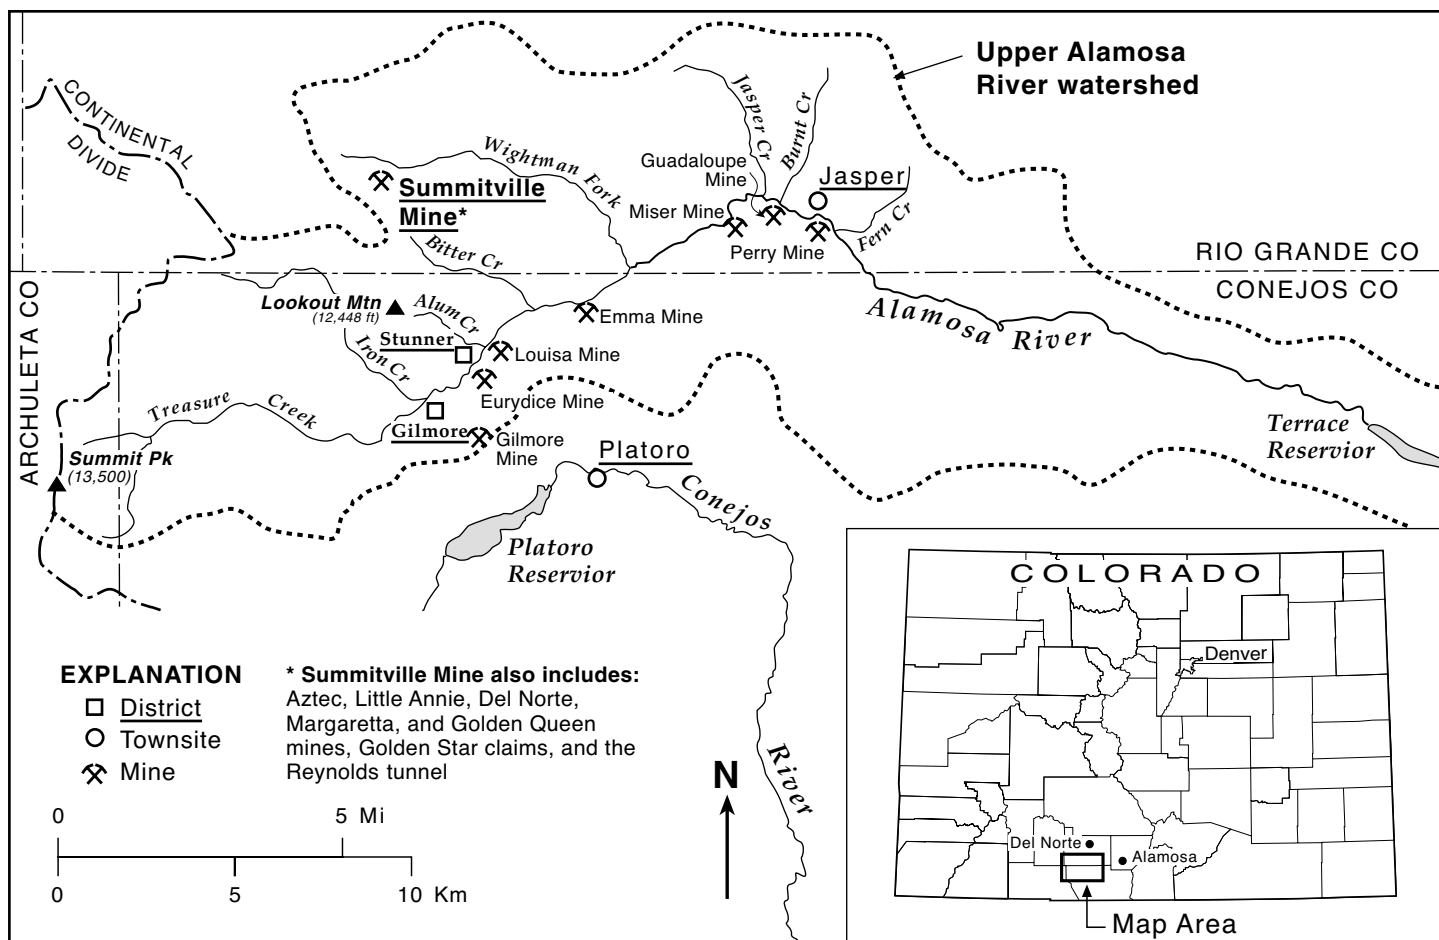 Upper Alamosa
River watershed
CONTINENTAL
DIVIDE
Jasper Cr
Burnt Cr
Wightman Fork
Guadaloupe
Mine
Jasper
Summitville
Mine*
Miser Mine
Fern Cr
Perry Mine
Bitter Cr
RIO GRANDE CO
CONEJOS CO
ARCHULETA CO
Lookout Mtn
(12,448 ft)
Alum Cr
Emma Mine
Alamosa River
Stunner
Louisa Mine
Iron Cr
Eurydice Mine
Treasure Creek
Gilmore
Gilmore
Mine
Terrace
Reservior
Summit Pk
(13,500)
Platoro
Conejos River
Platoro
Reservior
EXPLANATION
District
Townsite
Mine
* Summitville Mine also includes:
Aztec, Little Annie, Del Norte,
Margaretta, and Golden Queen
mines, Golden Star claims, and the
Reynolds tunnel
0 5 Mi
0 5 10 Km
N
COLORADO
Denver
Del Norte
Alamosa
Map Area